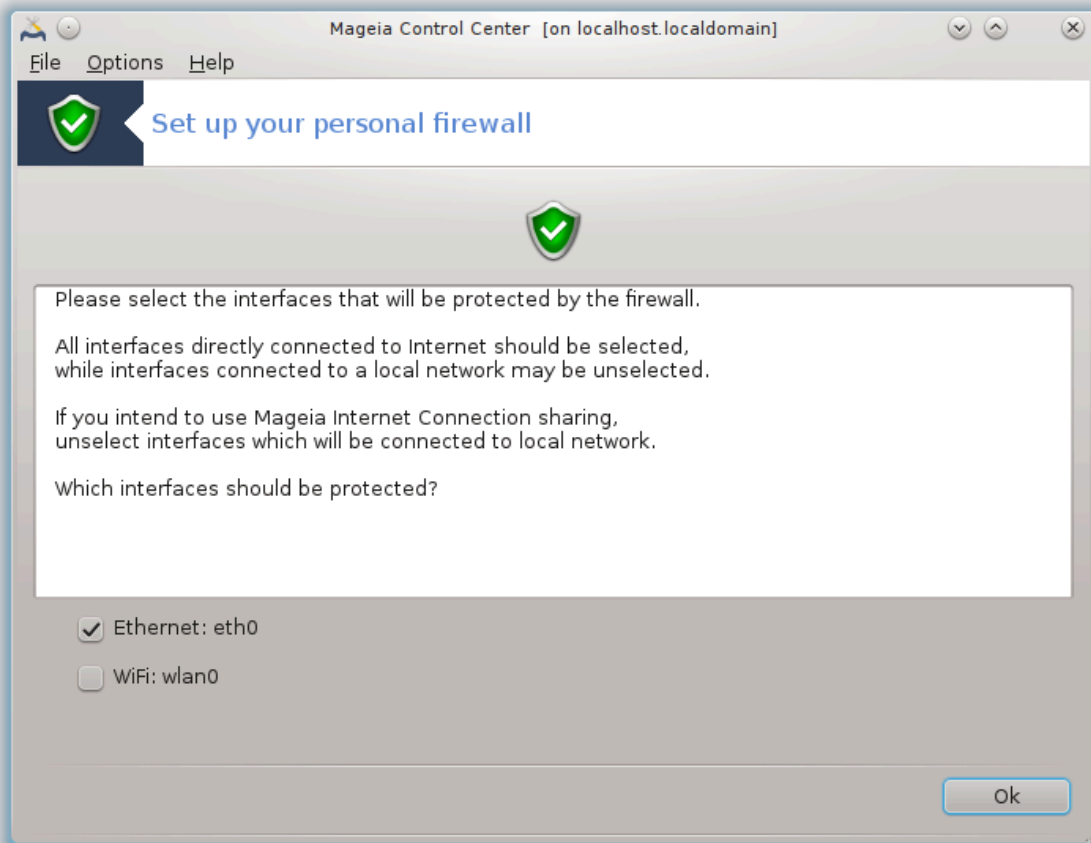 Mageia Control Center [on localhost.localdomain]
File Options Help
Set up your personal firewall
Please select the interfaces that will be protected by the firewall.
All interfaces directly connected to Internet should be selected,
while interfaces connected to a local network may be unselected.
If you intend to use Mageia Internet Connection sharing,
unselect interfaces which will be connected to local network.
Which interfaces should be protected?
Ethernet: eth0
WiFi: wlan0
Ok